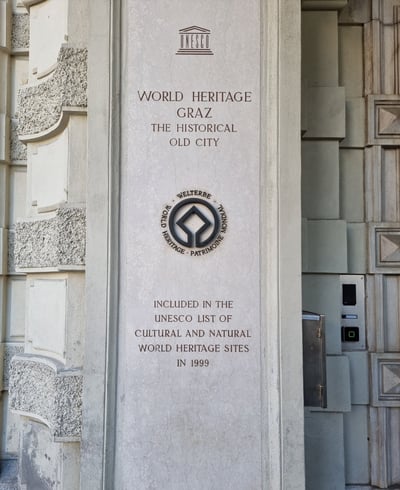 UNESCO
WORLD HERITAGE
GRAZ
THE HISTORICAL
OLD CITY
WELTERBE
WORLD HERITAGE · PATRIMOINE MONDIAL
INCLUDED IN THE
UNESCO LIST OF
CULTURAL AND NATURAL
WORLD HERITAGE SITES
IN 1999